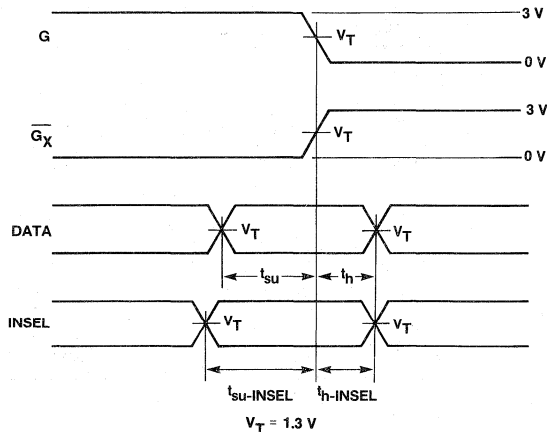 G
V_T
3 V
0 V
G̅_X̅
V_T
3 V
0 V
DATA
V_T
V_T
t_su
t_h
INSEL
V_T
V_T
t_su-INSEL
t_h-INSEL
V_T = 1.3 V